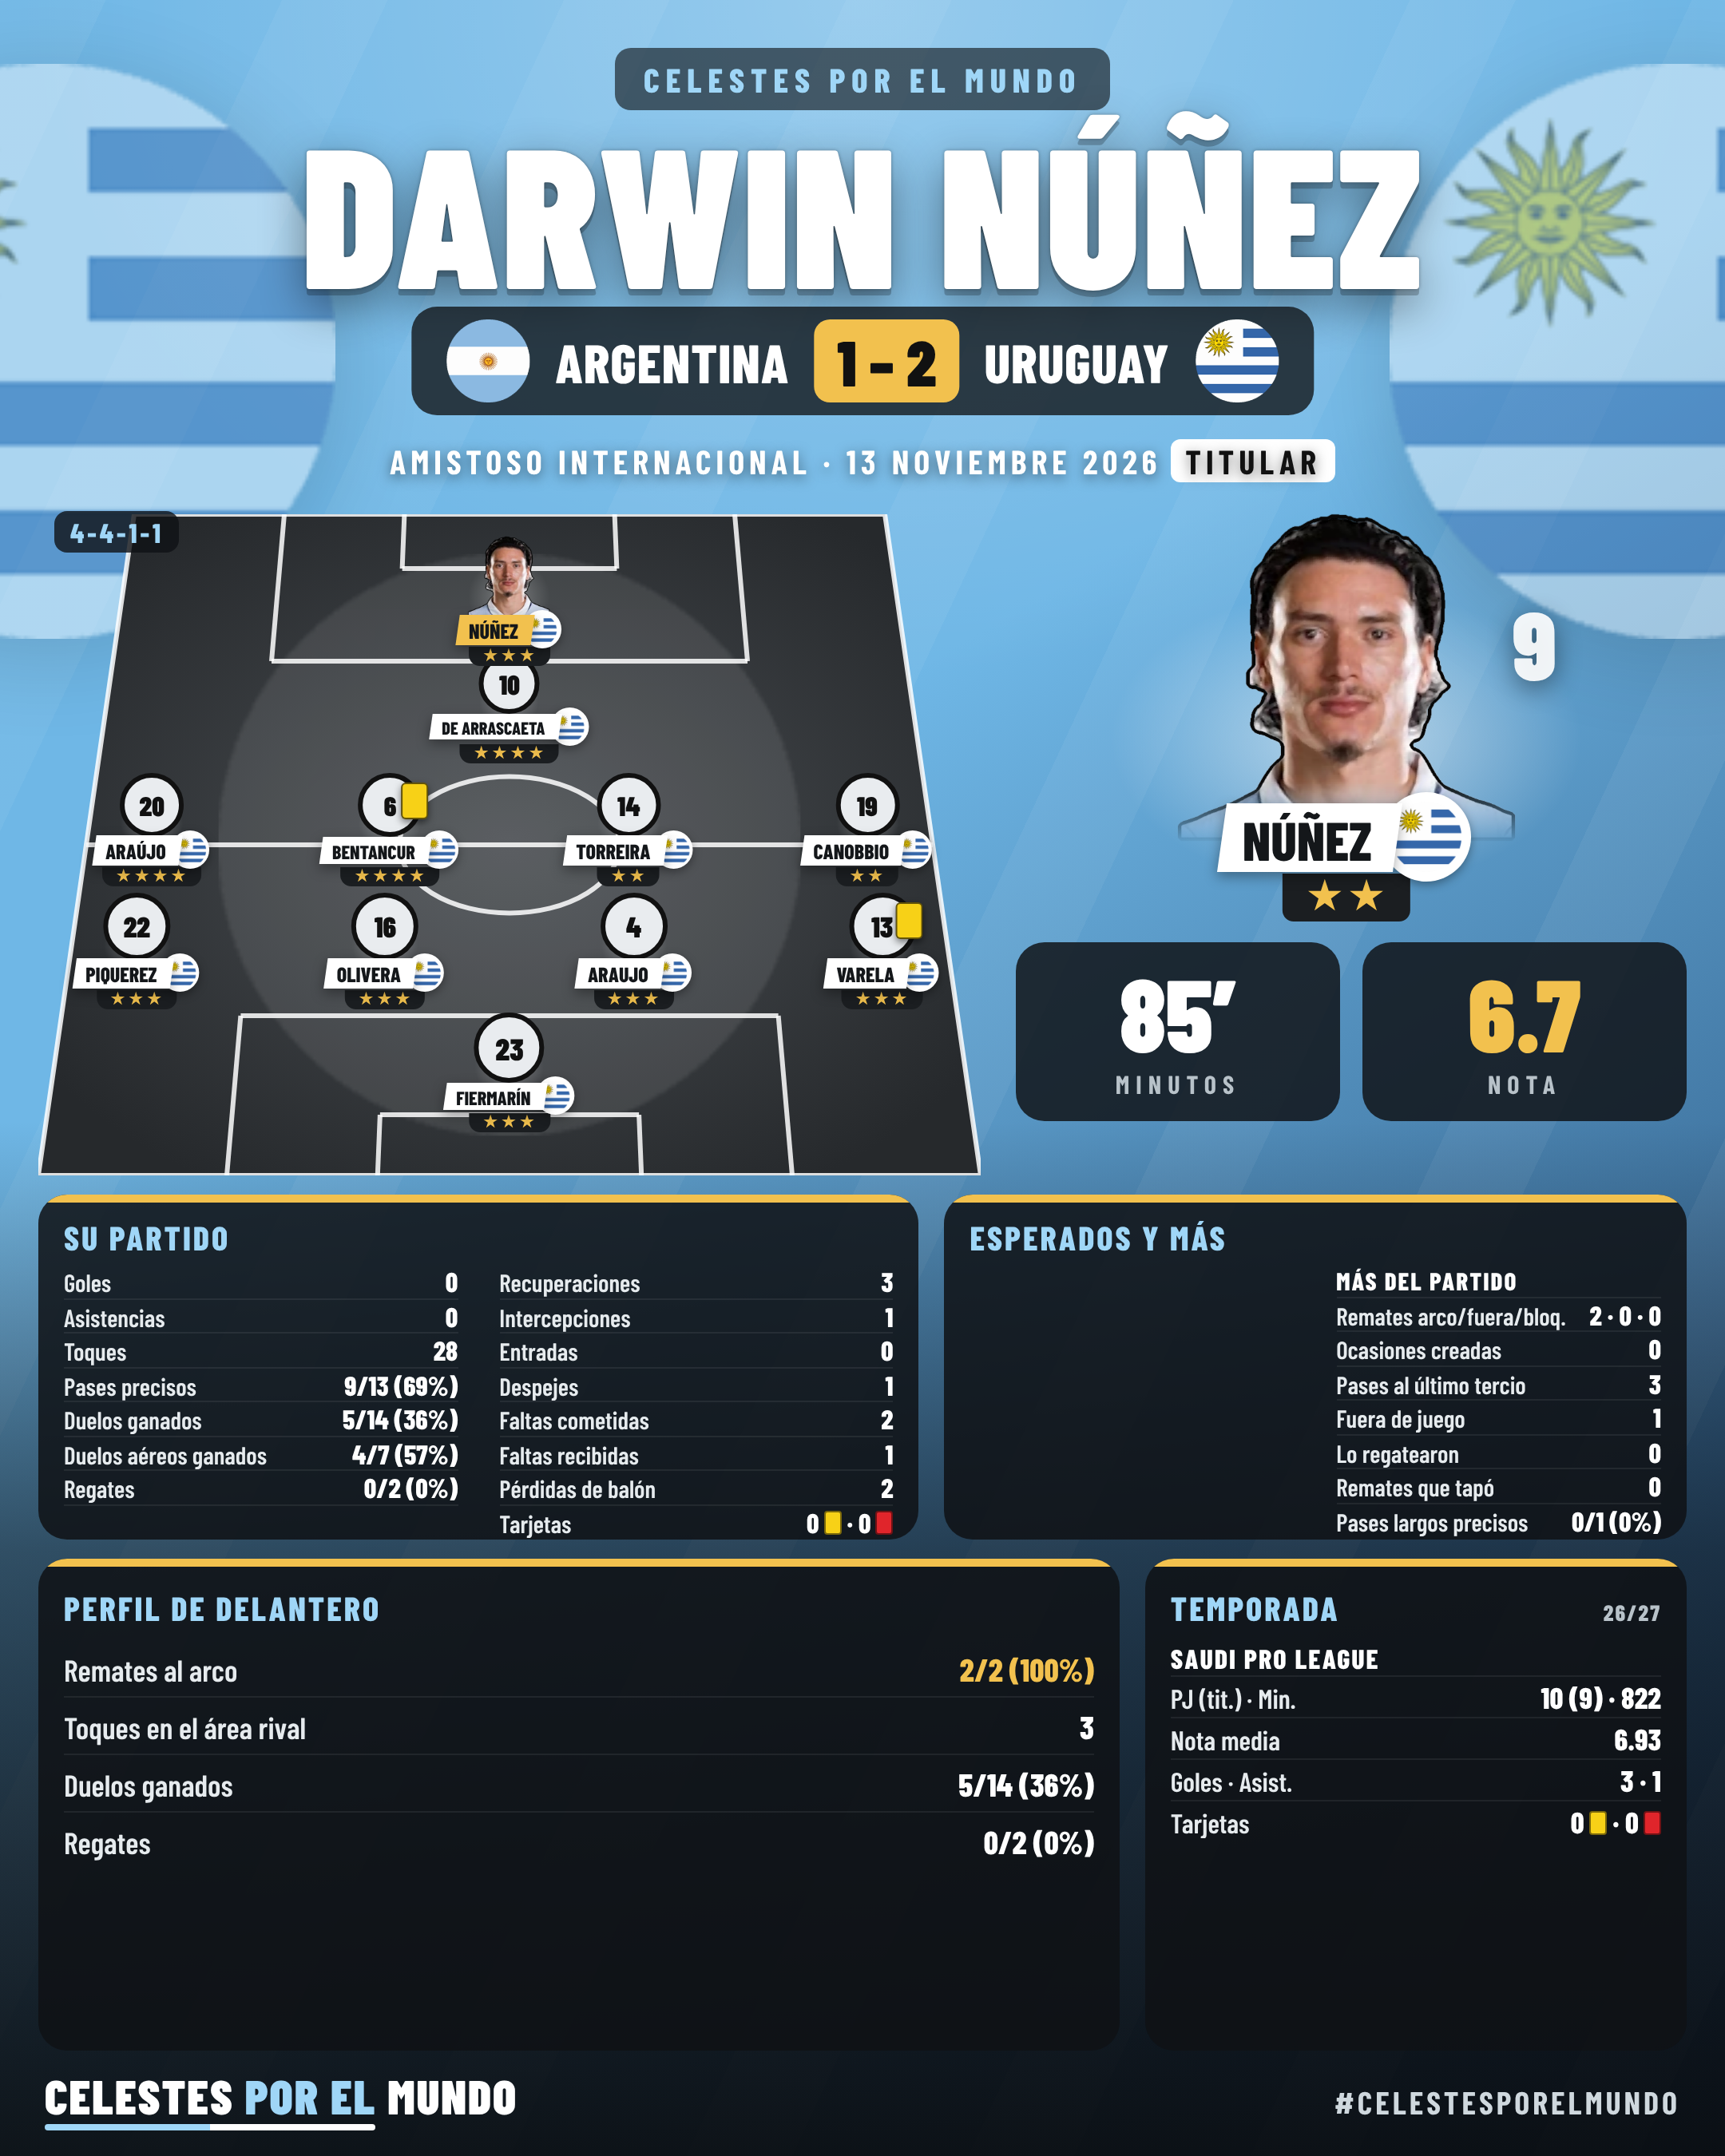 CELESTES POR EL MUNDO
DARWIN NÚÑEZ
ARGENTINA 1 - 2 URUGUAY
AMISTOSO INTERNACIONAL · 13 NOVIEMBRE 2026 TITULAR
4-4-1-1
NÚÑEZ
★★★
10
DE ARRASCAETA
★★★★
20 6 14 19
ARAÚJO BENTANCUR TORREIRA CANOBBIO
★★★★ ★★★★ ★★ ★★
22 16 4 13
PIQUEREZ OLIVERA ARAUJO VARELA
★★★ ★★★ ★★★ ★★★
23
FIERMARÍN
★★★
9
NÚÑEZ
★★
85’
MINUTOS
6.7
NOTA
SU PARTIDO
Goles 0
Asistencias 0
Toques 28
Pases precisos 9/13 (69%)
Duelos ganados 5/14 (36%)
Duelos aéreos ganados 4/7 (57%)
Regates 0/2 (0%)
Recuperaciones 3
Intercepciones 1
Entradas 0
Despejes 1
Faltas cometidas 2
Faltas recibidas 1
Pérdidas de balón 2
Tarjetas 0 · 0
ESPERADOS Y MÁS
MÁS DEL PARTIDO
Remates arco/fuera/bloq. 2 · 0 · 0
Ocasiones creadas 0
Pases al último tercio 3
Fuera de juego 1
Lo regatearon 0
Remates que tapó 0
Pases largos precisos 0/1 (0%)
PERFIL DE DELANTERO
Remates al arco 2/2 (100%)
Toques en el área rival 3
Duelos ganados 5/14 (36%)
Regates 0/2 (0%)
TEMPORADA 26/27
SAUDI PRO LEAGUE
PJ (tit.) · Min. 10 (9) · 822
Nota media 6.93
Goles · Asist. 3 · 1
Tarjetas 0 · 0
CELESTES POR EL MUNDO
#CELESTESPORELMUNDO